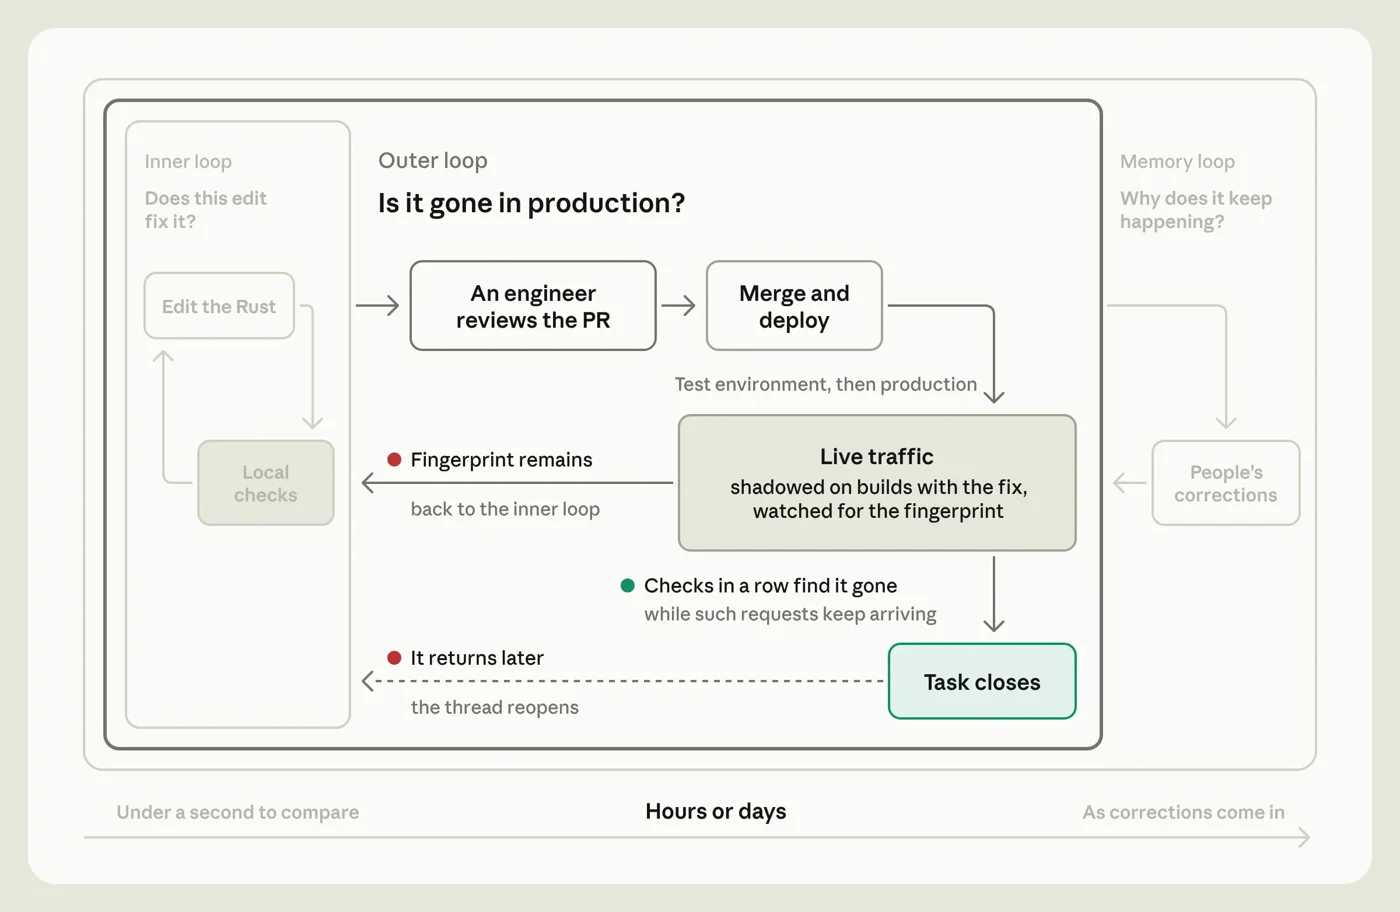 Inner loop
Does this edit
fix it?
Edit the Rust
Local
checks
Outer loop
Is it gone in production?
An engineer
reviews the PR
Merge and
deploy
Test environment, then production
Live traffic
shadowed on builds with the fix,
watched for the fingerprint
Fingerprint remains
back to the inner loop
Checks in a row find it gone
while such requests keep arriving
It returns later
the thread reopens
Task closes
Memory loop
Why does it keep
happening?
People's
corrections
Under a second to compare
Hours or days
As corrections come in